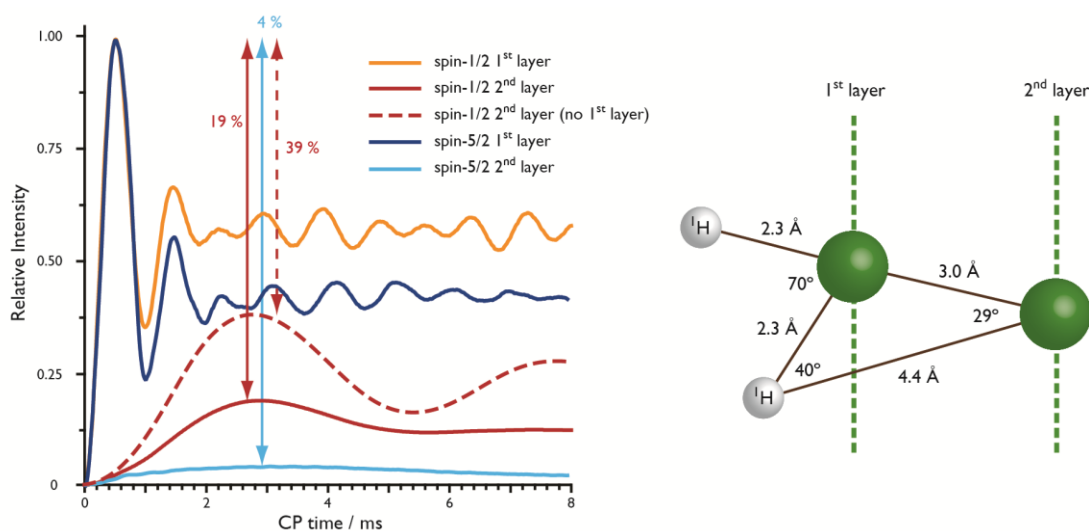 4 %
1.00
0.75
0.50
0.25
0
Relative Intensity
0
2
4
6
8
CP time / ms
19 %
39 %
spin-1/2 1st layer
spin-1/2 2nd layer
spin-1/2 2nd layer (no 1st layer)
spin-5/2 1st layer
spin-5/2 2nd layer
1st layer
2nd layer
1H
2.3 Å
3.0 Å
70º
29º
2.3 Å
40º
4.4 Å
1H